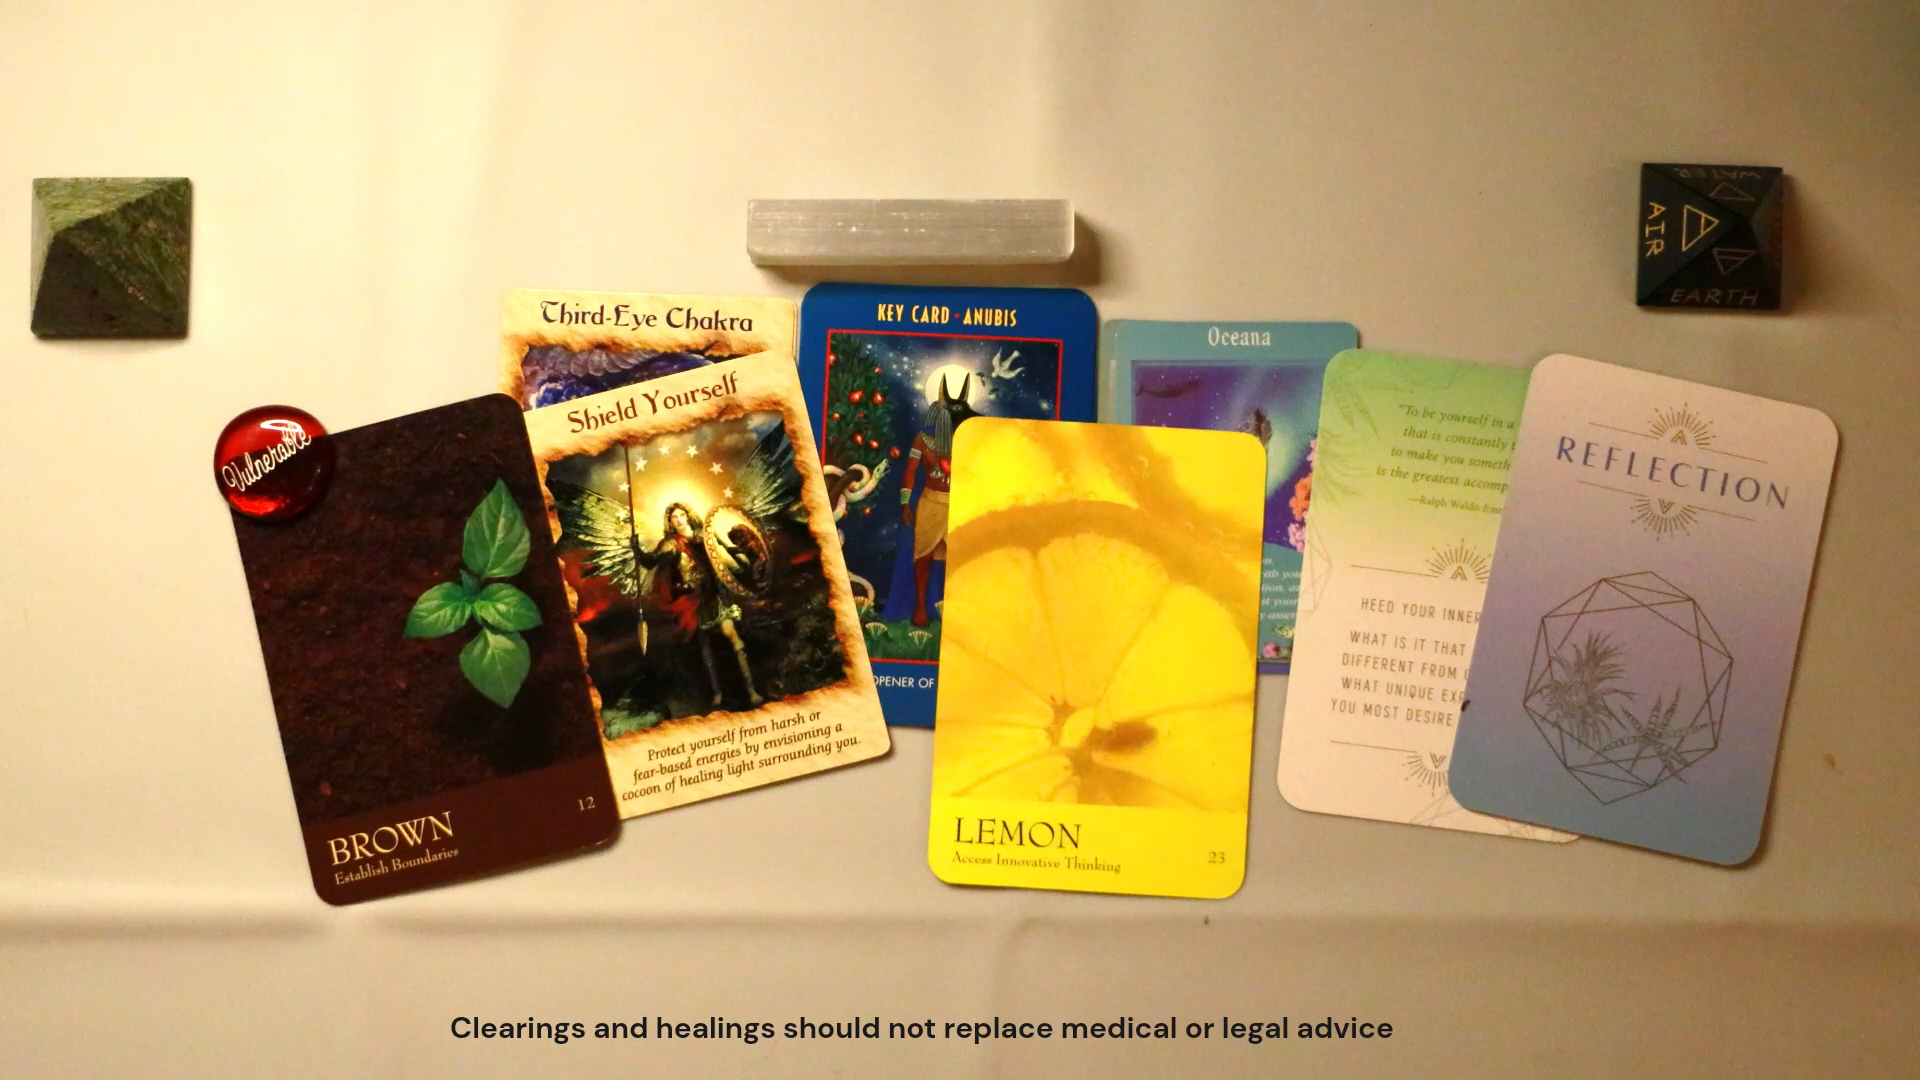 WATER
AIR
EARTH
Third-Eye Chakra
KEY CARD • ANUBIS
Oceana
Shield Yourself
Vulnerable
"To be yourself in a
that is constantly
to make you someth
is the greatest accomp
—Ralph Waldo Eme
REFLECTION
HEED YOUR INNER
WHAT IS IT THAT
DIFFERENT FROM
WHAT UNIQUE EXP
YOU MOST DESIRE
OPENER OF
Protect yourself from harsh or
fear-based energies by envisioning a
cocoon of healing light surrounding you.
BROWN
Establish Boundaries
12
LEMON
Access Innovative Thinking
23
Clearings and healings should not replace medical or legal advice